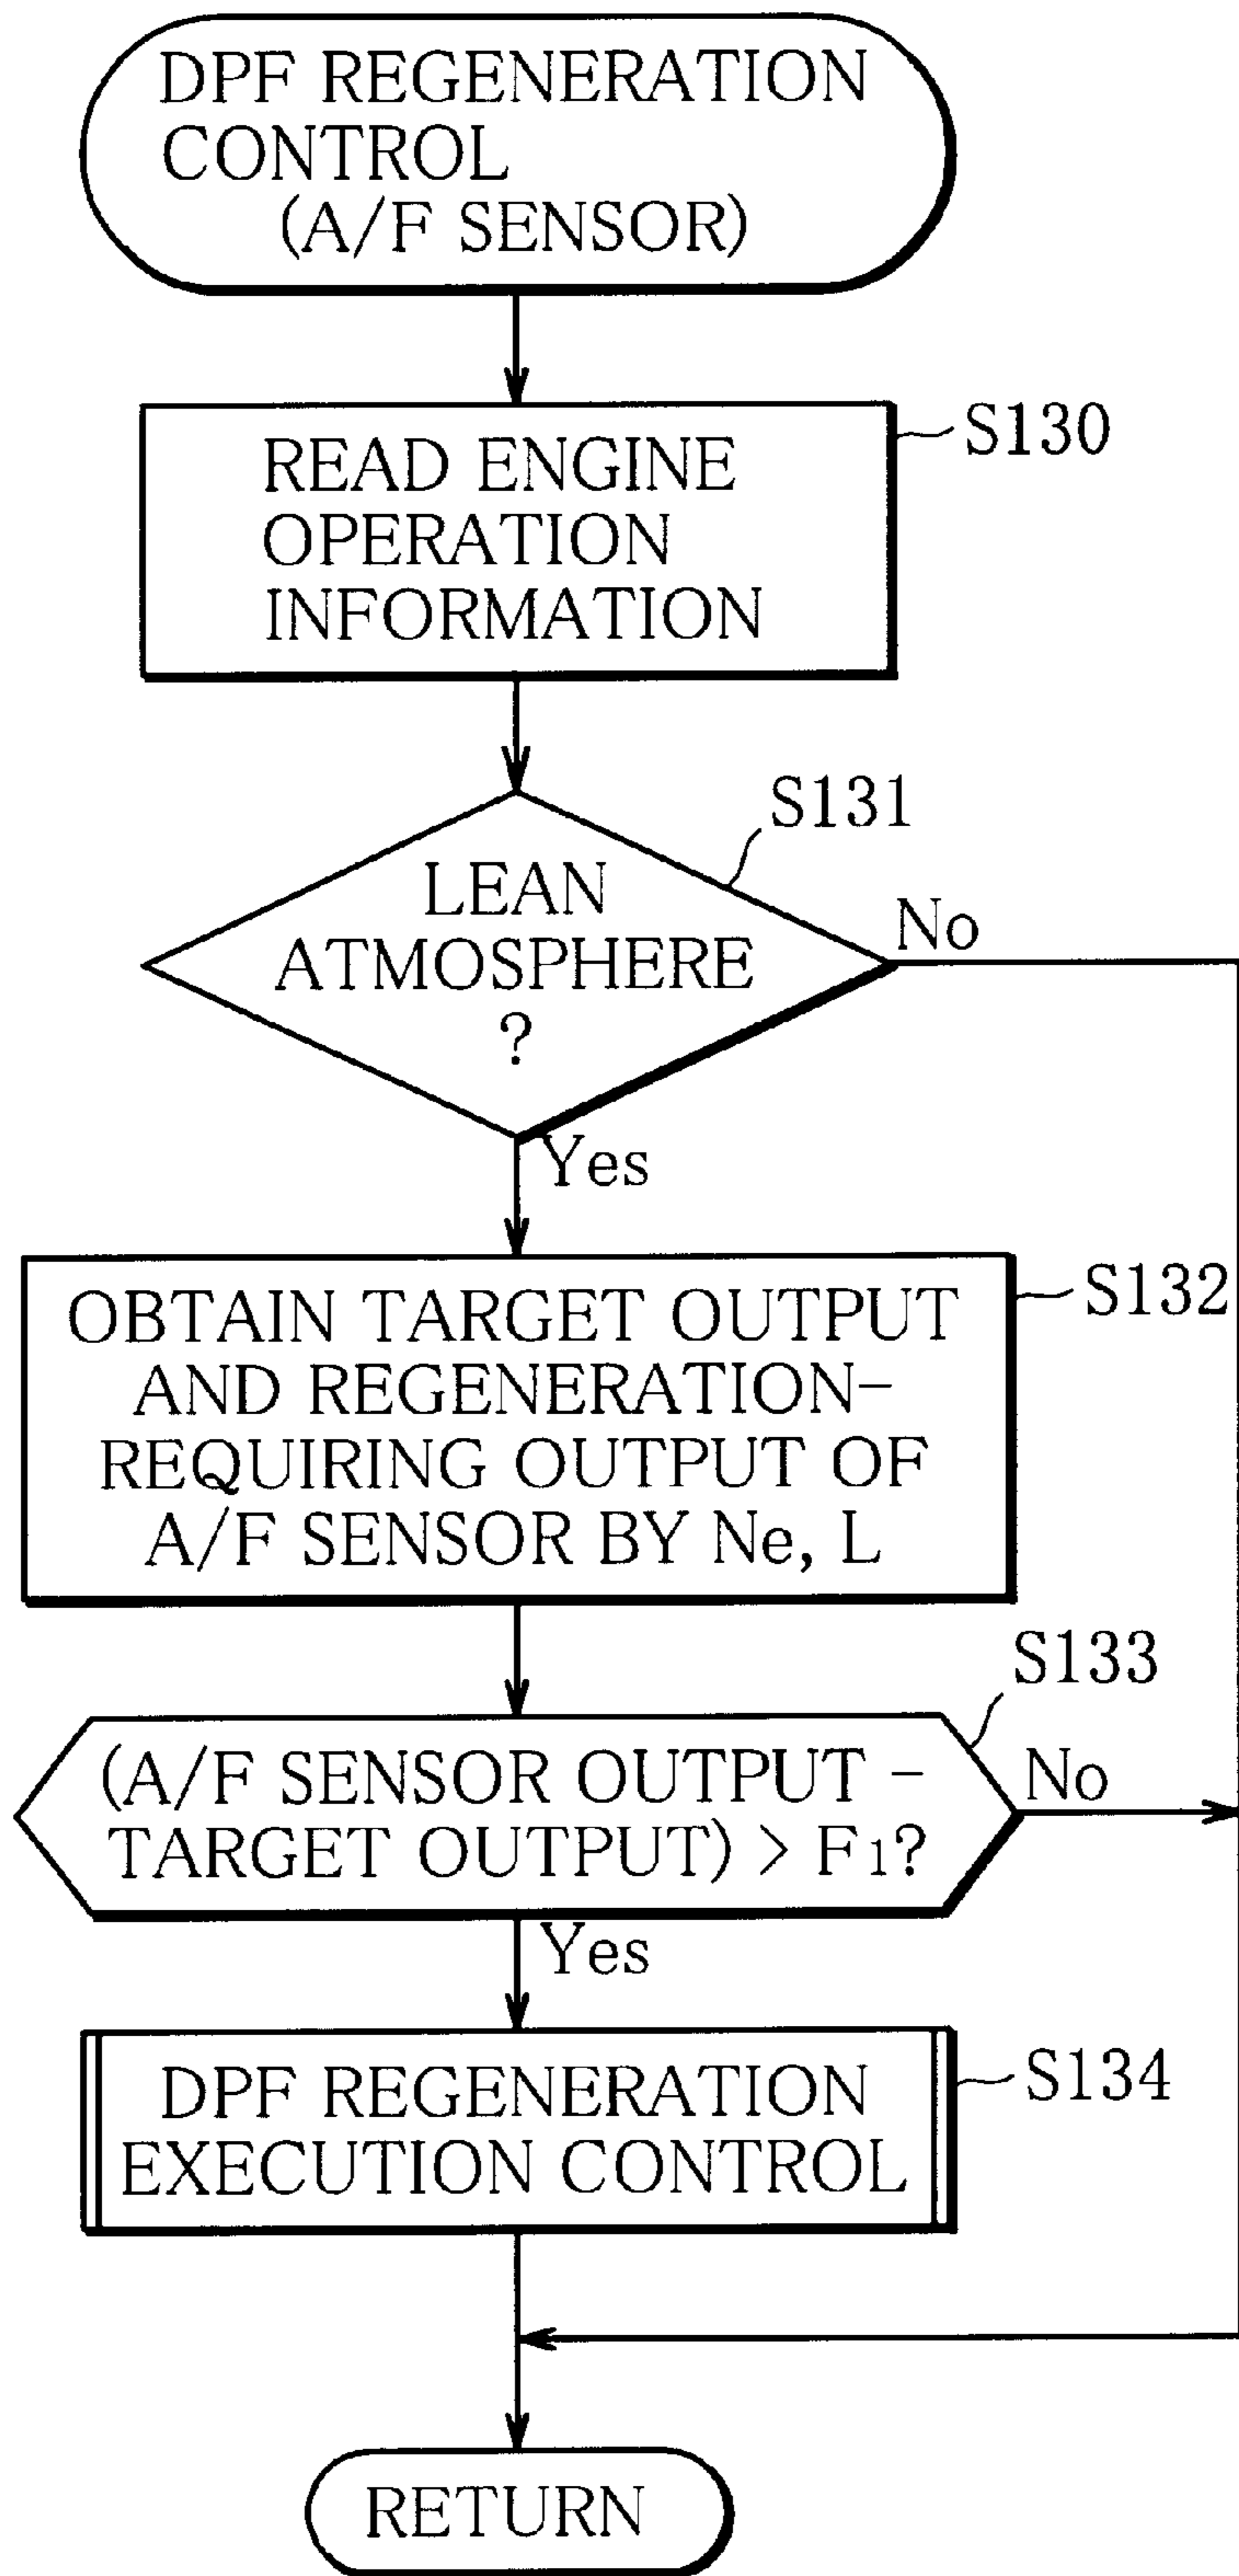 DPF REGENERATION
CONTROL
(A/F SENSOR)
READ ENGINE
OPERATION
INFORMATION
S130
LEAN
ATMOSPHERE
?
S131
No
Yes
OBTAIN TARGET OUTPUT
AND REGENERATION-
REQUIRING OUTPUT OF
A/F SENSOR BY Ne, L
S132
(A/F SENSOR OUTPUT -
TARGET OUTPUT) > F1?
S133
No
Yes
DPF REGENERATION
EXECUTION CONTROL
S134
RETURN